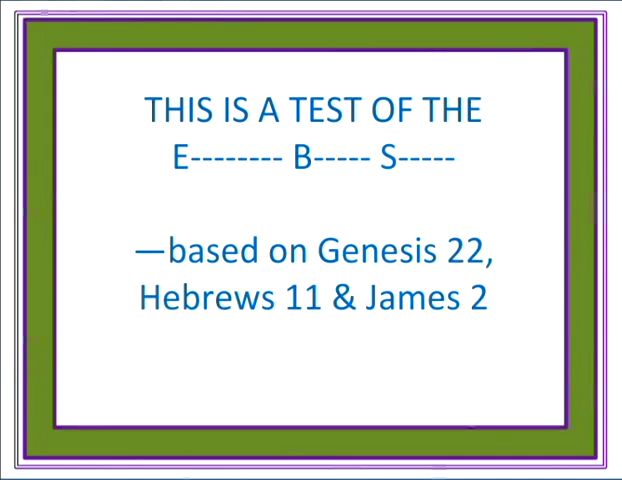 THIS IS A TEST OF THE
E-------- B----- S-----
—based on Genesis 22,
Hebrews 11 & James 2